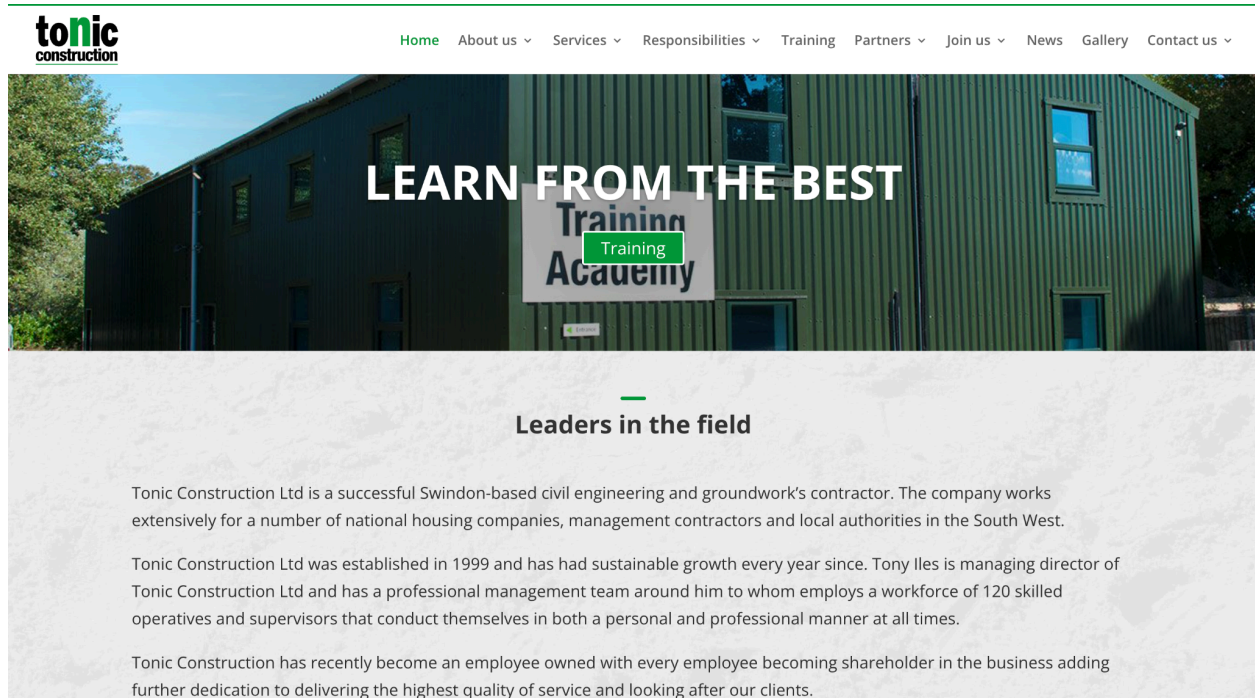 tonic
construction
Home About us Services Responsibilities Training Partners Join us News Gallery Contact us
LEARN FROM THE BEST
Training
Training
Academy
Entrance
Leaders in the field
Tonic Construction Ltd is a successful Swindon-based civil engineering and groundwork’s contractor. The company works
extensively for a number of national housing companies, management contractors and local authorities in the South West.
Tonic Construction Ltd was established in 1999 and has had sustainable growth every year since. Tony Iles is managing director of
Tonic Construction Ltd and has a professional management team around him to whom employs a workforce of 120 skilled
operatives and supervisors that conduct themselves in both a personal and professional manner at all times.
Tonic Construction has recently become an employee owned with every employee becoming shareholder in the business adding
further dedication to delivering the highest quality of service and looking after our clients.